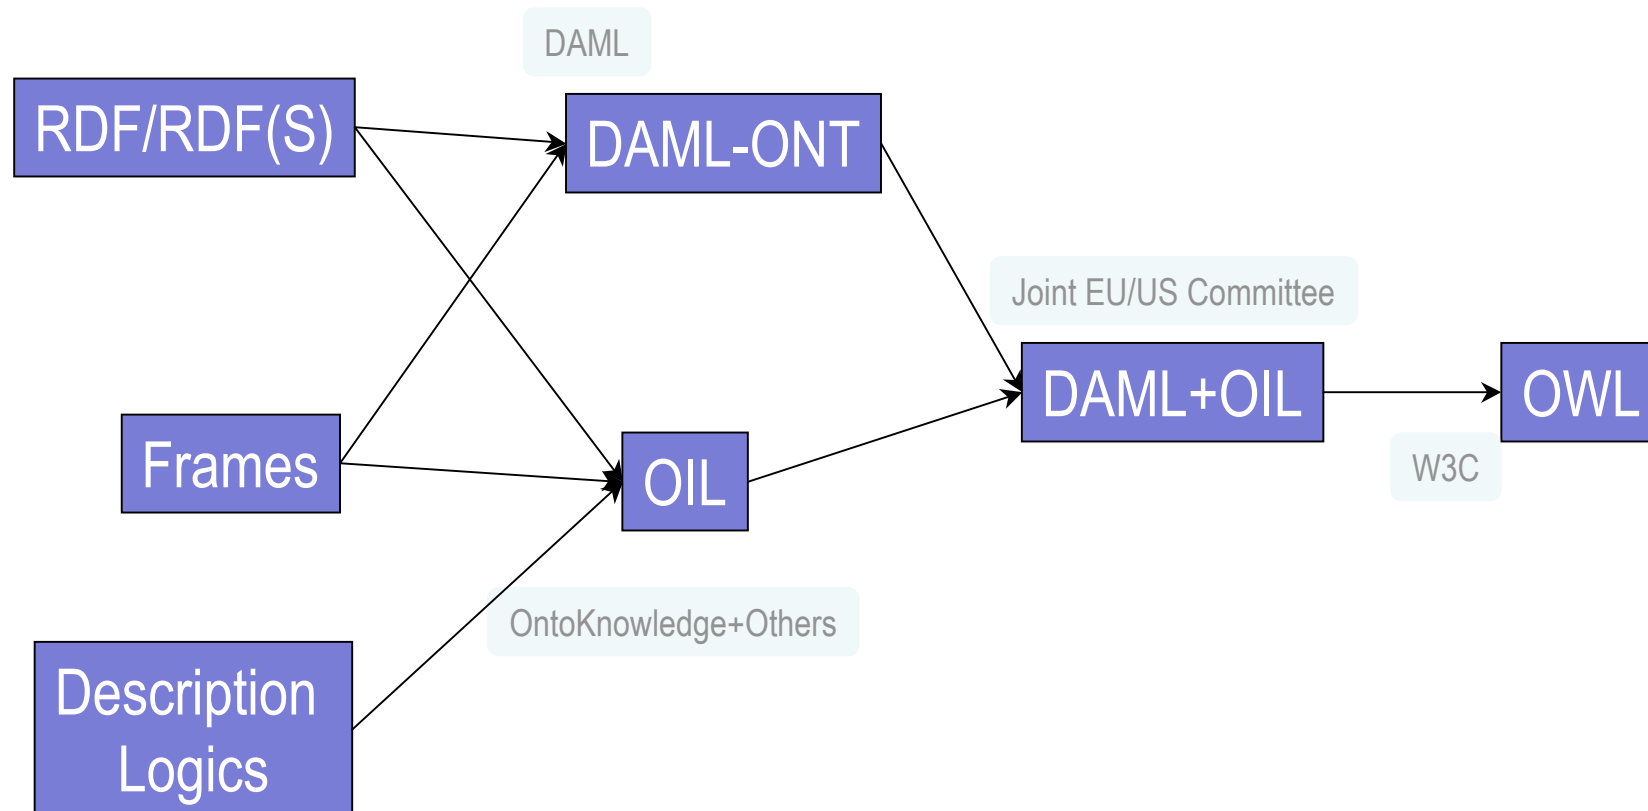 DAML
RDF/RDF(S)
DAML-ONT
Joint EU/US Committee
DAML+OIL
OWL
Frames
OIL
W3C
OntoKnowledge+Others
Description
Logics